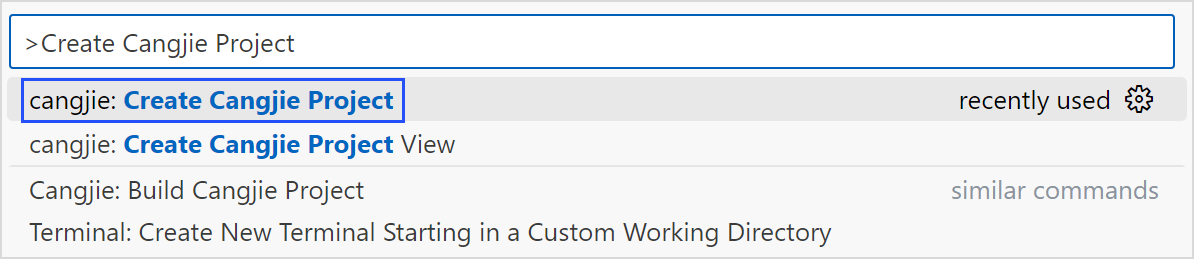 >Create Cangjie Project
cangjie: Create Cangjie Project recently used
cangjie: Create Cangjie Project View
Cangjie: Build Cangjie Project similar commands
Terminal: Create New Terminal Starting in a Custom Working Directory